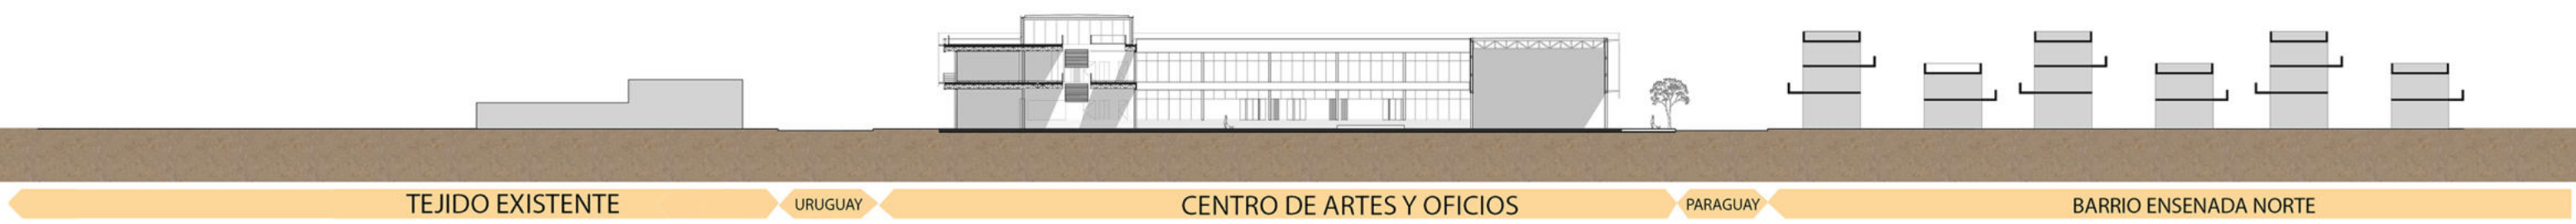 TEJIDO EXISTENTE
URUGUAY
CENTRO DE ARTES Y OFICIOS
PARAGUAY
BARRIO ENSENADA NORTE